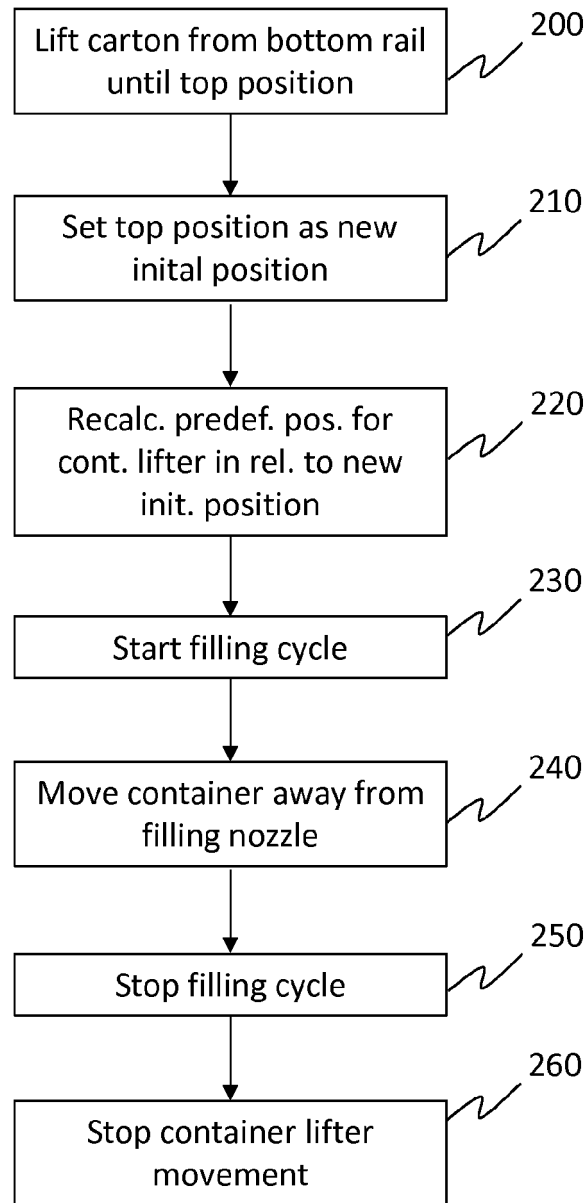 Lift carton from bottom rail
until top position
200
Set top position as new
inital position
210
Recalc. predef. pos. for
cont. lifter in rel. to new
init. position
220
Start filling cycle
230
Move container away from
filling nozzle
240
Stop filling cycle
250
Stop container lifter
movement
260